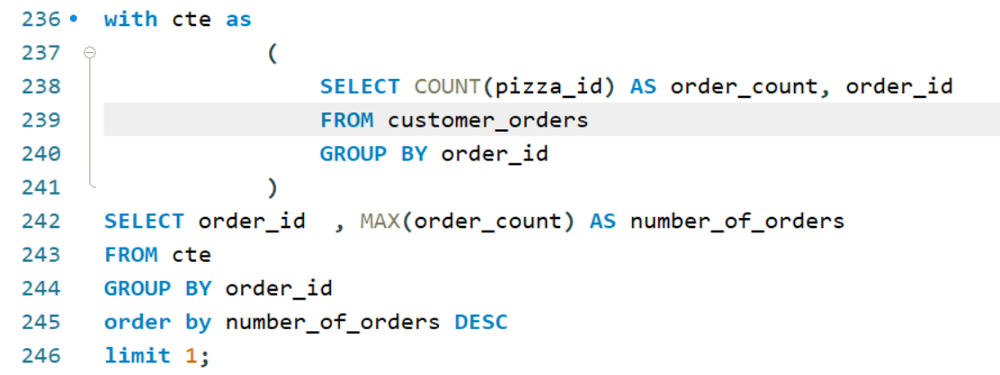 236 with cte as
237 (
238 SELECT COUNT(pizza_id) AS order_count, order_id
239 FROM customer_orders
240 GROUP BY order_id
241 )
242 SELECT order_id  , MAX(order_count) AS number_of_orders
243 FROM cte
244 GROUP BY order_id
245 order by number_of_orders DESC
246 limit 1;